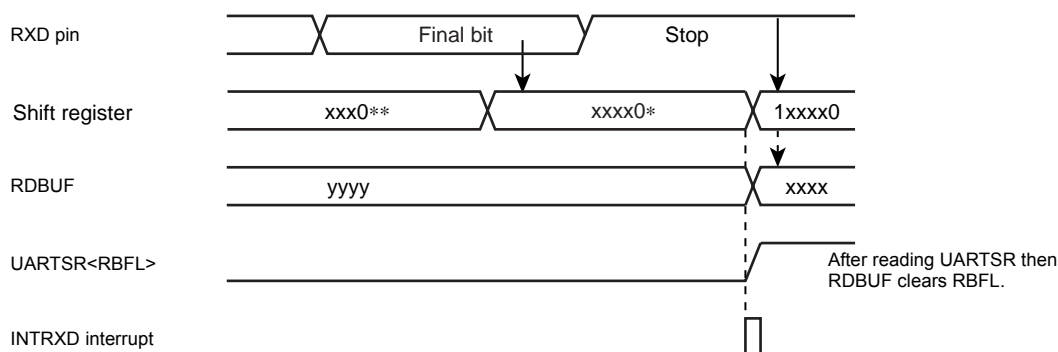 RXD pin
Final bit
Stop
Shift register
xxx0**
xxxx0*
1xxxx0
RDBUF
yyyy
xxxx
UARTSR<RBFL>
After reading UARTSR then
RDBUF clears RBFL.
INTRXD interrupt